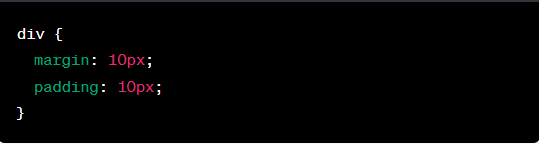 div {
  margin: 10px;
  padding: 10px;
}